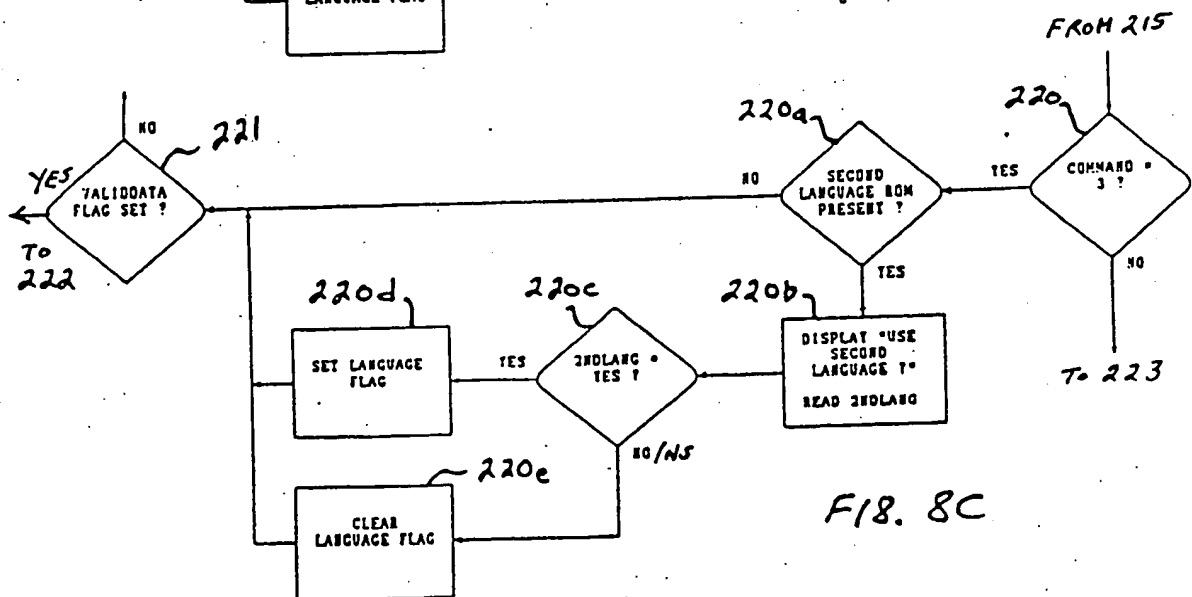 LANGUAGE FLAG
FROM 215
220
COMMAND =
3 ?
YES
NO
To 223
220a
SECOND
LANGUAGE ROM
PRESENT ?
NO
YES
220b
DISPLAY "USE
SECOND
LANGUAGE ?"
READ 2NDLANG
220c
2NDLANG =
YES ?
YES
NO/NS
220d
SET LANGUAGE
FLAG
220e
CLEAR
LANGUAGE FLAG
221
VALIDDATA
FLAG SET ?
NO
YES
To
222
FIG. 8C